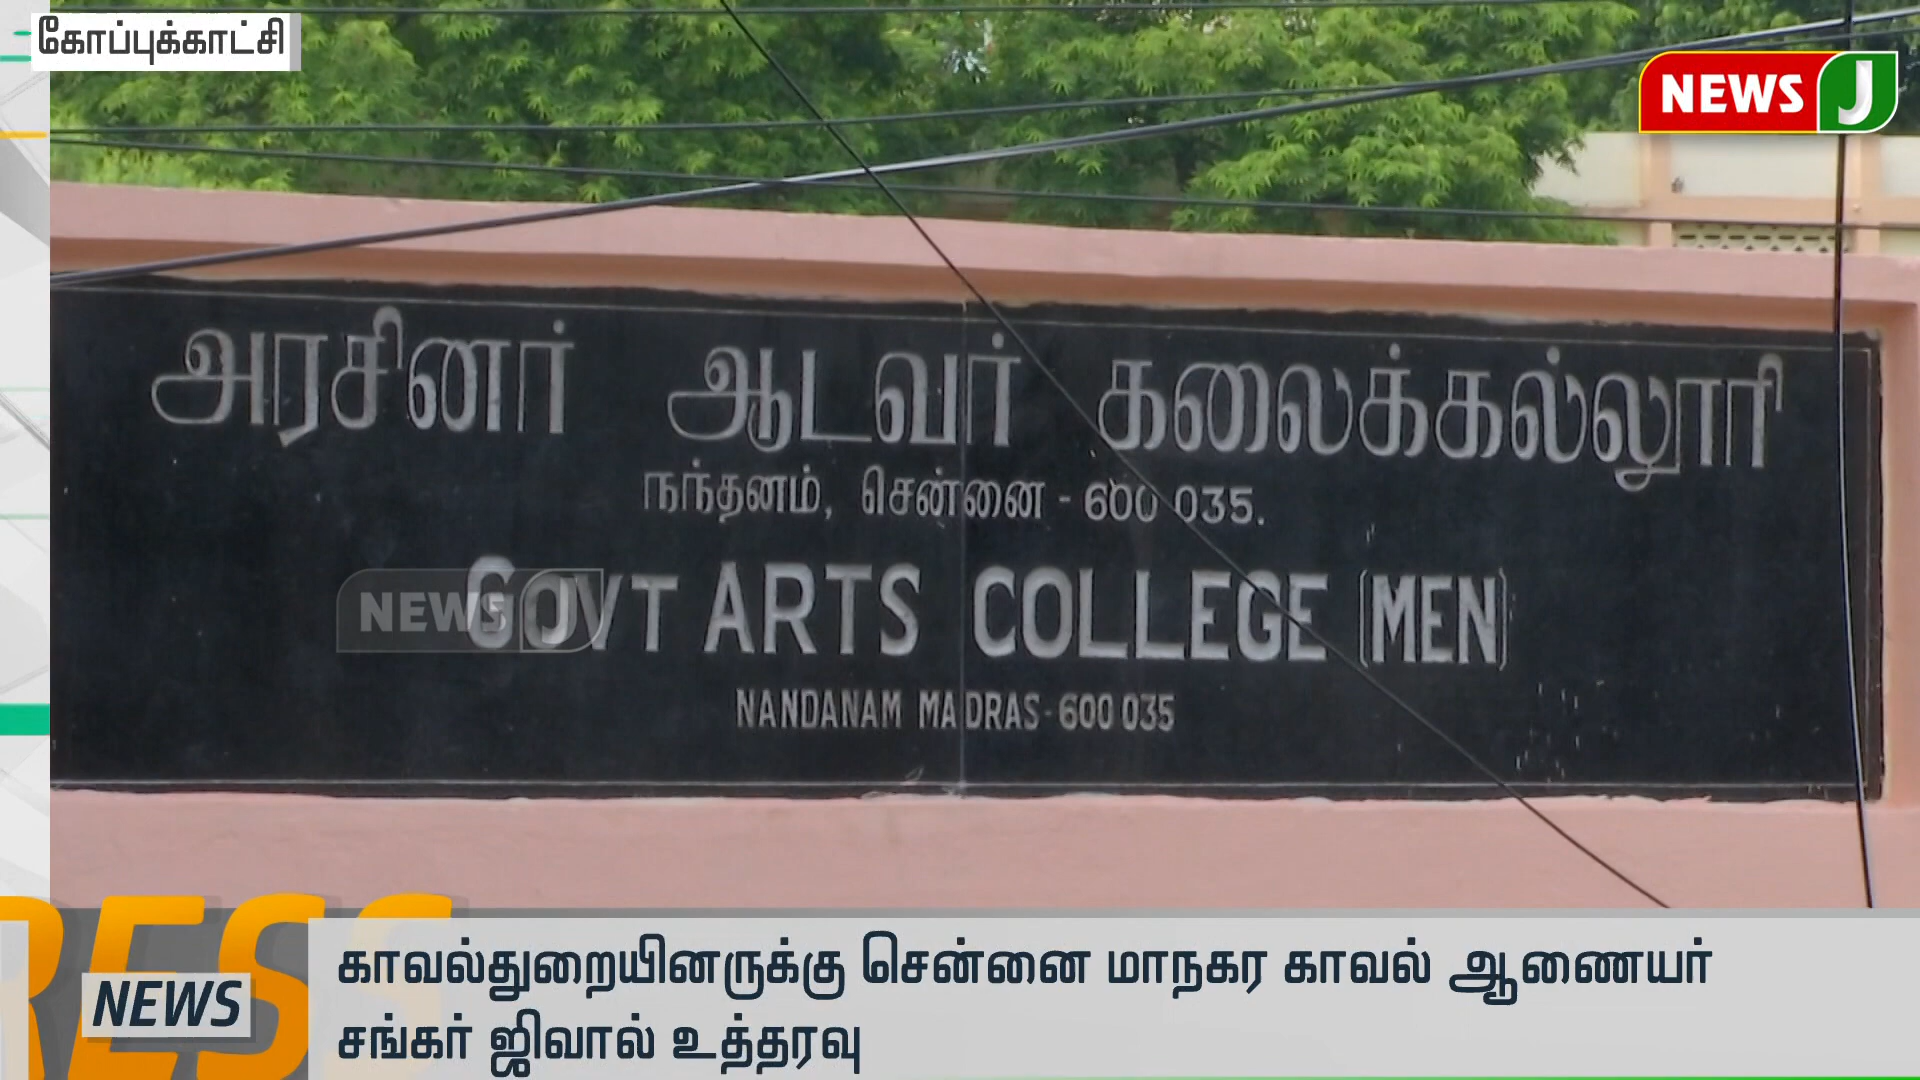 கோப்புக்காட்சி
NEWS J
அரசினர் ஆடவர் கலைக்கல்லூரி
நந்தனம், சென்னை - 600 035.
GOVT ARTS COLLEGE (MEN)
NEWS J
NANDANAM MADRAS-600 035
RESS
NEWS
காவல்துறையினருக்கு சென்னை மாநகர காவல் ஆணையர்
சங்கர் ஜிவால் உத்தரவு